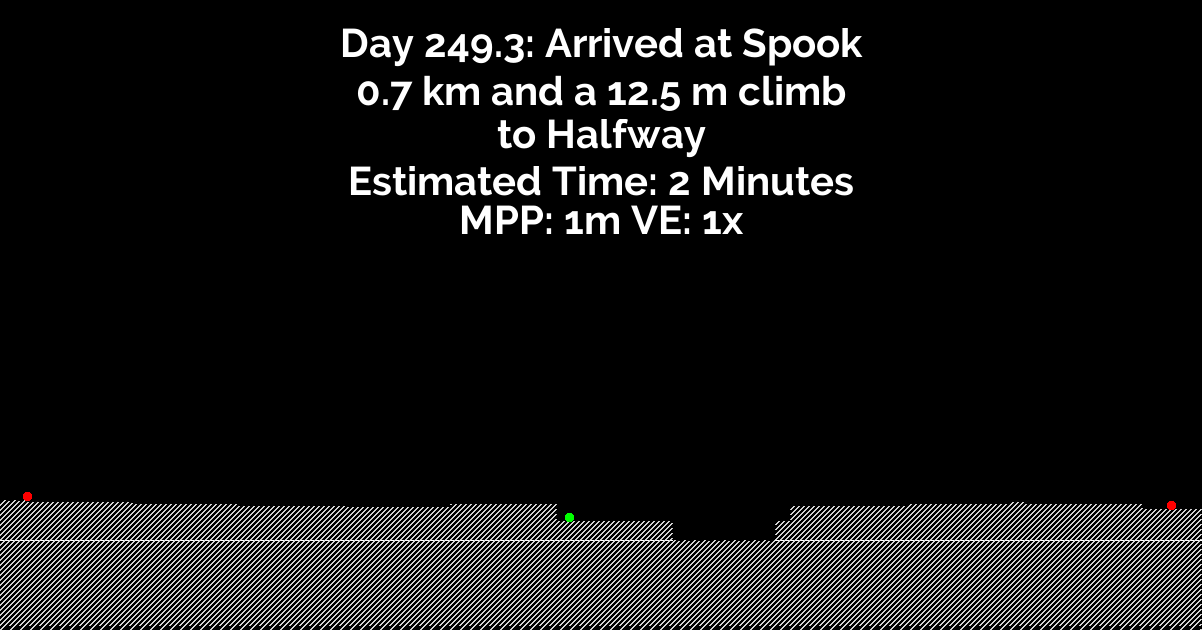 Day 249.3: Arrived at Spook
0.7 km and a 12.5 m climb
to Halfway
Estimated Time: 2 Minutes
MPP: 1m VE: 1x